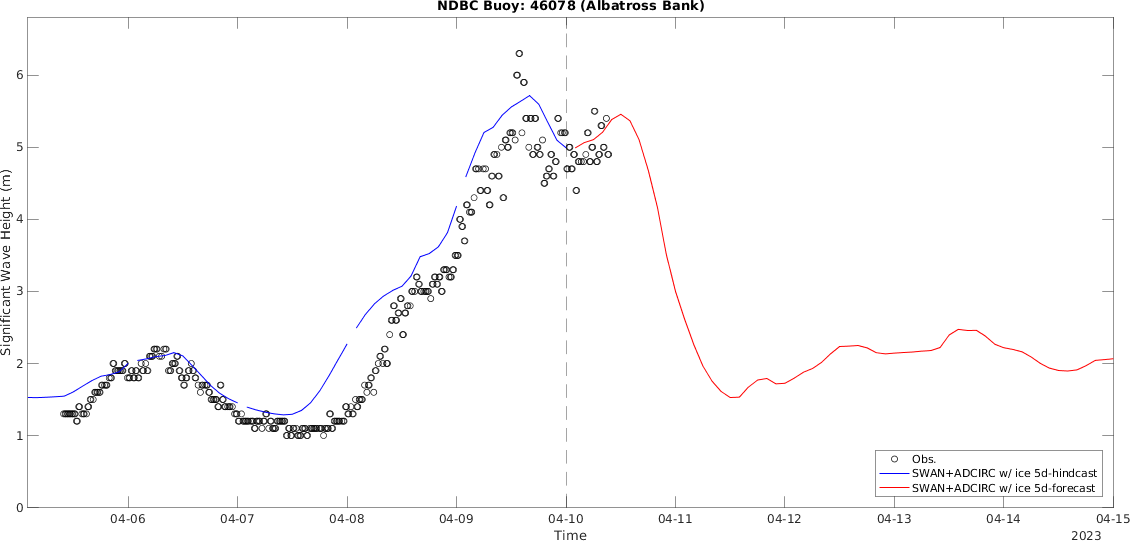 NDBC Buoy: 46078 (Albatross Bank)
Significant Wave Height (m)
6
5
4
3
2
1
0
Obs.
SWAN+ADCIRC w/ ice 5d-hindcast
SWAN+ADCIRC w/ ice 5d-forecast
04-06 04-07 04-08 04-09 04-10 04-11 04-12 04-13 04-14 04-15
Time
2023